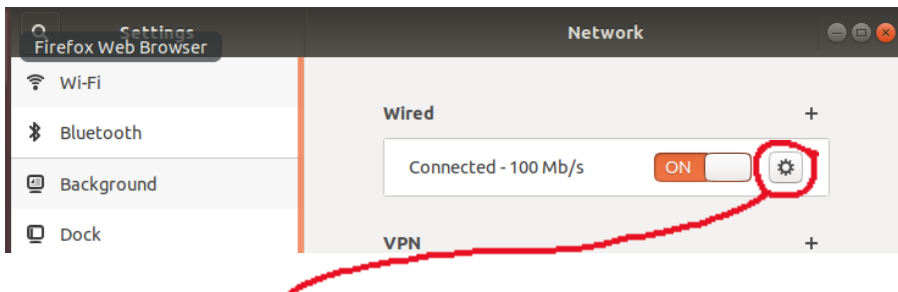 Settings
Network
Firefox Web Browser
Wi-Fi
Bluetooth
Background
Dock
Wired
+
Connected - 100 Mb/s
ON
VPN
+